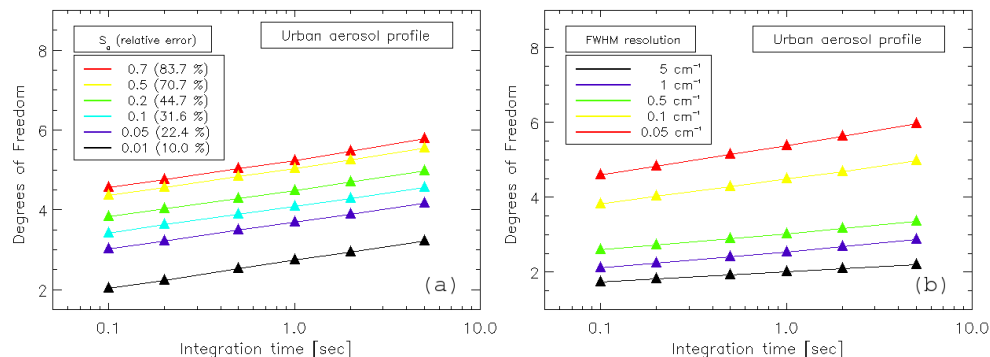 S_a (relative error)
Urban aerosol profile
0.7 (83.7 %)
0.5 (70.7 %)
0.2 (44.7 %)
0.1 (31.6 %)
0.05 (22.4 %)
0.01 (10.0 %)
8
6
4
2
Degrees of Freedom
(a)
0.1
1.0
10.0
Integration time [sec]
FWHM resolution
Urban aerosol profile
5 cm⁻¹
1 cm⁻¹
0.5 cm⁻¹
0.1 cm⁻¹
0.05 cm⁻¹
8
6
4
2
Degrees of Freedom
(b)
0.1
1.0
10.0
Integration time [sec]